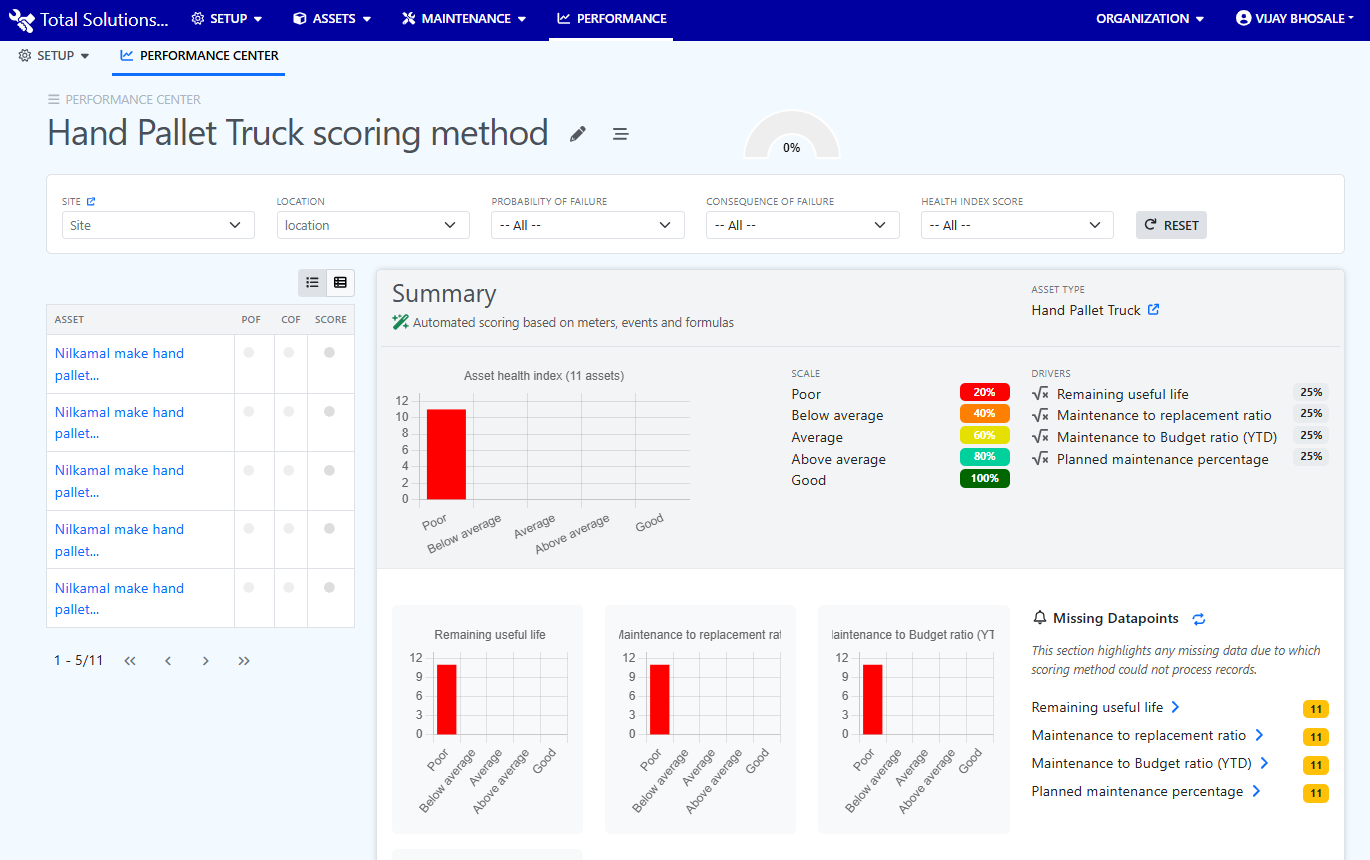 Total Solutions... SETUP ASSETS MAINTENANCE PERFORMANCE ORGANIZATION VIJAY BHOSALE
SETUP PERFORMANCE CENTER
PERFORMANCE CENTER
Hand Pallet Truck scoring method
0%
SITE LOCATION PROBABILITY OF FAILURE CONSEQUENCE OF FAILURE HEALTH INDEX SCORE
Site location -- All -- -- All -- -- All -- RESET
ASSET POF COF SCORE
Nilkamal make hand
pallet...
Nilkamal make hand
pallet...
Nilkamal make hand
pallet...
Nilkamal make hand
pallet...
Nilkamal make hand
pallet...
1 - 5/11
Summary
Automated scoring based on meters, events and formulas
ASSET TYPE
Hand Pallet Truck
Asset health index (11 assets)
12
10
8
6
4
2
0
Poor Below average Average Above average Good
SCALE
Poor 20%
Below average 40%
Average 60%
Above average 80%
Good 100%
DRIVERS
Remaining useful life 25%
Maintenance to replacement ratio 25%
Maintenance to Budget ratio (YTD) 25%
Planned maintenance percentage 25%
Remaining useful life
12
9
6
3
0
Poor Below average Average Above average Good
Maintenance to replacement rat
12
9
6
3
0
Poor Below average Average Above average Good
laintenance to Budget ratio (YT
12
9
6
3
0
Poor Below average Average Above average Good
Missing Datapoints
This section highlights any missing data due to which
scoring method could not process records.
Remaining useful life 11
Maintenance to replacement ratio 11
Maintenance to Budget ratio (YTD) 11
Planned maintenance percentage 11